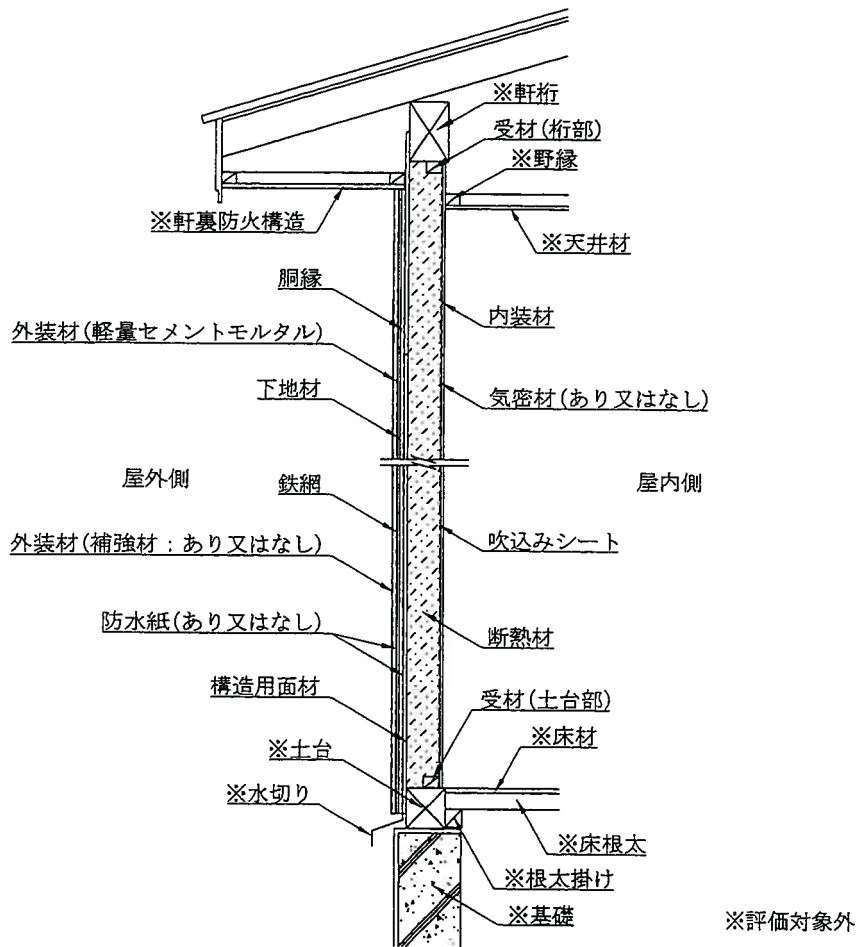 ※軒桁
受材(桁部)
※野縁
※軒裏防火構造
※天井材
胴縁
内装材
外装材(軽量セメントモルタル)
下地材
気密材(あり又はなし)
屋外側
鉄網
屋内側
外装材(補強材：あり又はなし)
吹込みシート
防水紙(あり又はなし)
断熱材
構造用面材
受材(土台部)
※土台
※床材
※水切り
※床根太
※根太掛け
※基礎
※評価対象外